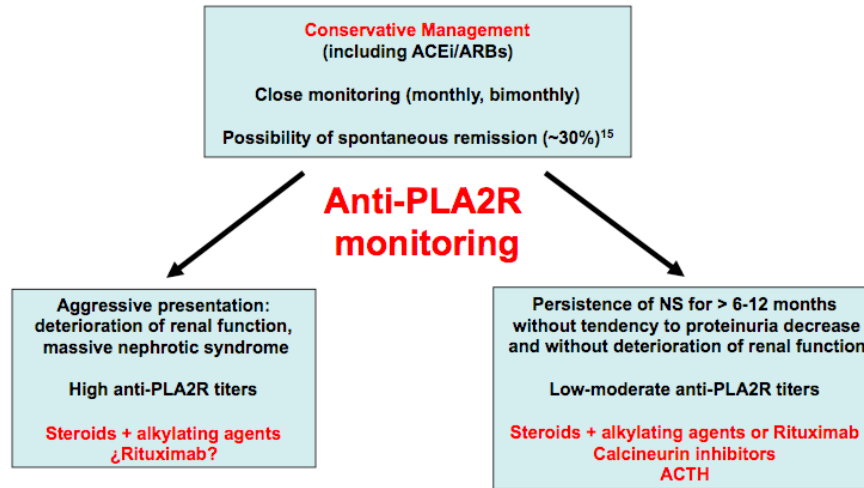 Conservative Management
(including ACEi/ARBs)
Close monitoring (monthly, bimonthly)
Possibility of spontaneous remission (~30%)15
Anti-PLA2R
monitoring
Aggressive presentation:
deterioration of renal function,
massive nephrotic syndrome
High anti-PLA2R titers
Steroids + alkylating agents
¿Rituximab?
Persistence of NS for > 6-12 months
without tendency to proteinuria decrease
and without deterioration of renal function
Low-moderate anti-PLA2R titers
Steroids + alkylating agents or Rituximab
Calcineurin inhibitors
ACTH